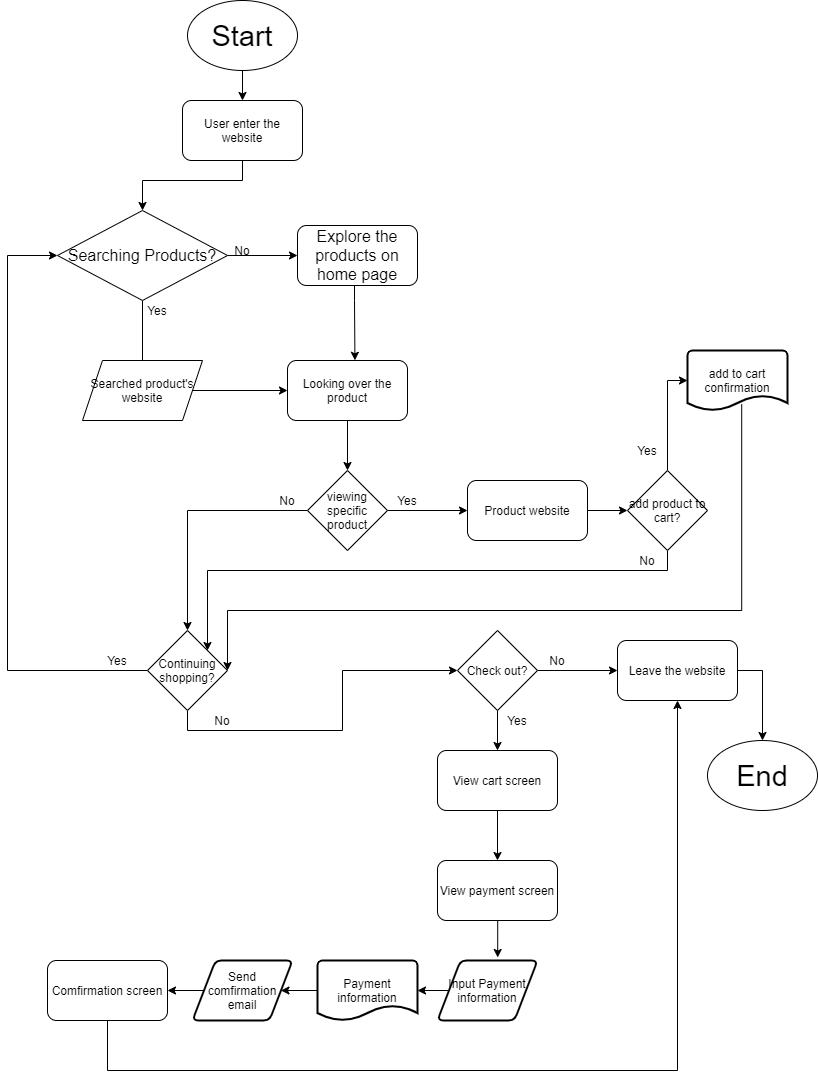 Start
User enter the
website
Searching Products?
No
Explore the
products on
home page
Yes
Searched product's
website
Looking over the
product
add to cart
confirmation
Yes
No
viewing
specific
product
Yes
Product website
add product to
cart?
No
Yes
Continuing
shopping?
No
Check out?
No
Leave the website
Yes
End
View cart screen
View payment screen
Comfirmation screen
Send
comfirmation
email
Payment
information
Input Payment
information